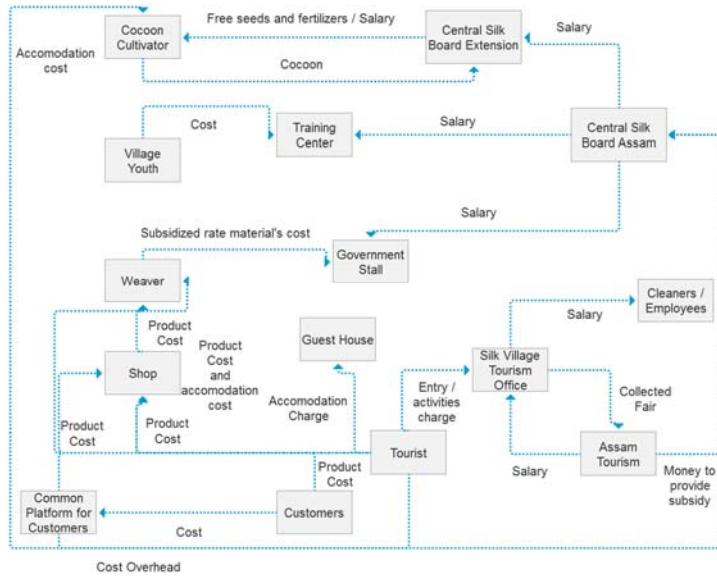 Free seeds and fertilizers / Salary
Cocoon
Cultivator
Central Silk
Board Extension
Salary
Accomodation
cost
Cocoon
Cost
Training
Center
Salary
Central Silk
Board Assam
Village
Youth
Salary
Subsidized rate material's cost
Government
Stall
Weaver
Cleaners /
Employees
Salary
Product
Cost
Product
Cost
and
accomodation
cost
Guest House
Silk Village
Tourism
Office
Shop
Entry /
activities
charge
Collected
Fair
Accomodation
Charge
Product
Cost
Product
Cost
Tourist
Salary
Assam
Tourism
Money to
provide
subsidy
Product
Cost
Common
Platform for
Customers
Customers
Cost
Cost Overhead